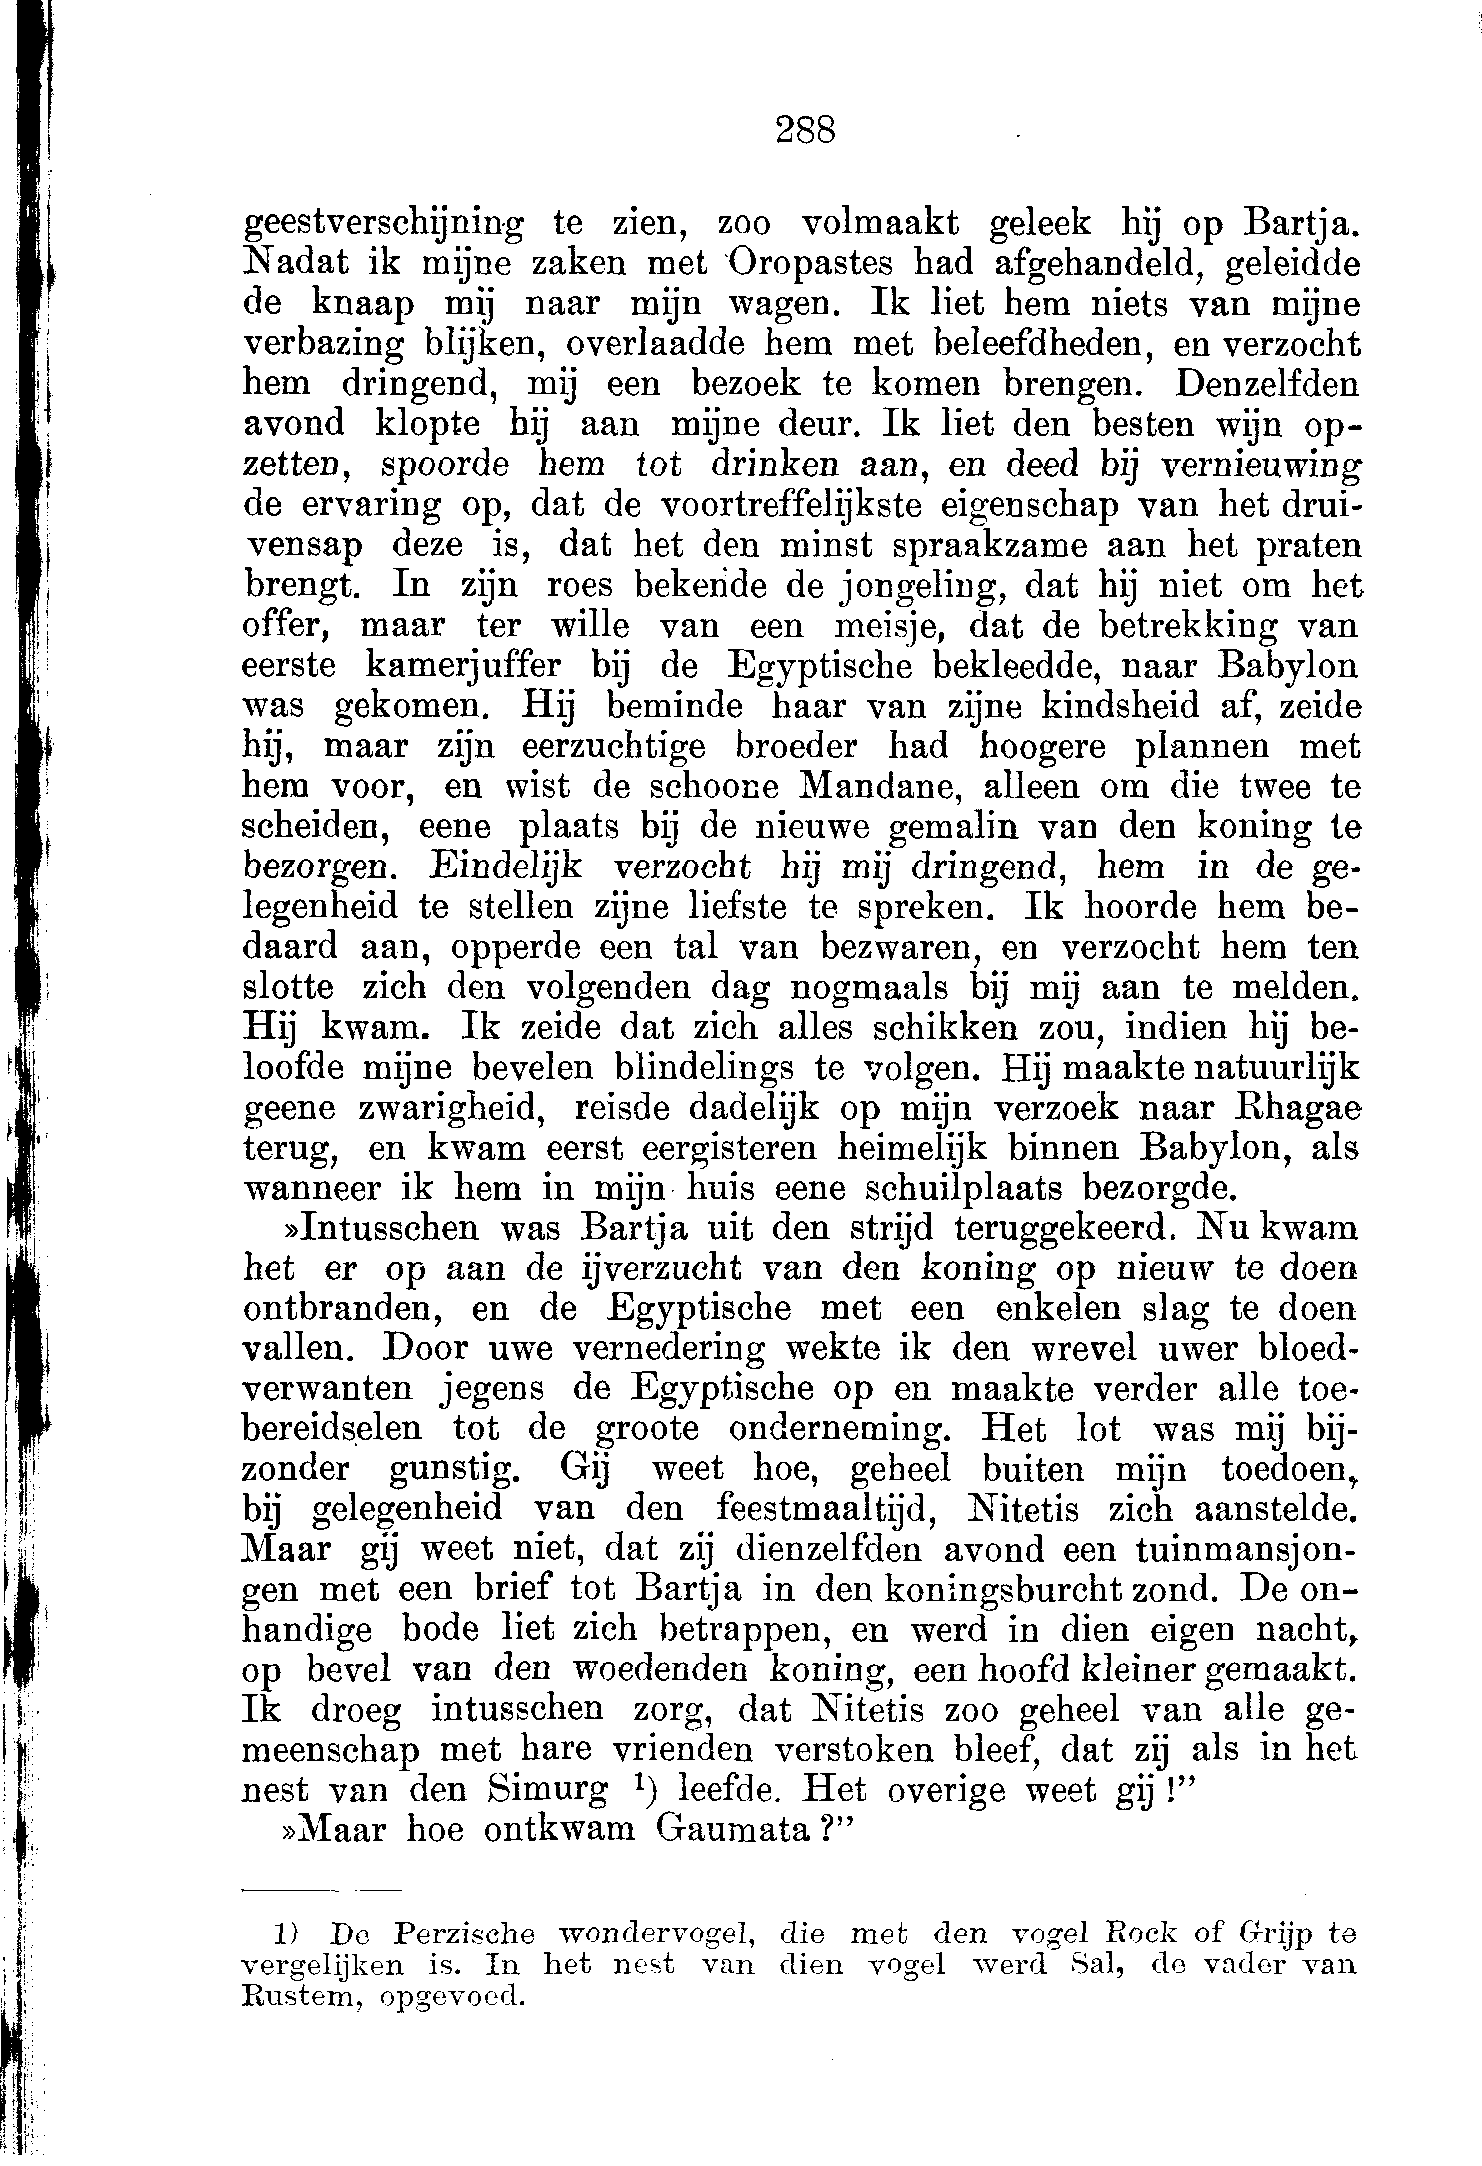 288
geestverschijning te zien, zoo volmaakt geleek hij op Bartja.
Nadat ik mijne zaken met Oropastes had afgehandeld, geleidde
de knaap mij naar mijn wagen. Ik liet hem niets van mijne
verbazing blijken, overlaadde hem met beleefdheden, en verzocht
hem dringend, mij een bezoek te komen brengen. Denzelfden
avond klopte hij aan mijne deur. Ik liet den besten wijn op-
zetten, spoorde hem tot drinken aan, en deed bij vernieuwing
de ervaring op, dat de voortreffelijkste eigenschap van het drui-
vensap deze is, dat het den minst spraakzame aan het praten
brengt. In zijn roes bekende de jongeling, dat hij niet om het
offer, maar ter wille van een meisje, dat de betrekking van
eerste kamerjuffer bij de Egyptische bekleedde, naar Babylon
was gekomen. Hij beminde haar van zijne kindsheid af, zeide
hij, maar zijn eerzuchtige broeder had hoogere plannen met
hem voor, en wist de schoone Mandane, alleen om die twee te
scheiden, eene plaats bij de nieuwe gemalin van den koning te
bezorgen. Eindelijk verzocht hij mij dringend, hem in de ge-
legenheid te stellen zijne liefste te spreken. Ik hoorde hem be-
daard aan, opperde een tal van bezwaren, en verzocht hem ten
slotte zich den volgenden dag nogmaals bij mij aan te melden.
Hij kwam. Ik zeide dat zich alles schikken zou, indien hij be-
loofde mijne bevelen blindelings te volgen. Hij maakte natuurlijk
geene zwarigheid, reisde dadelijk op mijn verzoek naar Rhagae
terug, en kwam eerst eergisteren heimelijk binnen Babylon, als
wanneer ik hem in mijn huis eene schuilplaats bezorgde.
»Intusschen was Bartja uit den strijd teruggekeerd. Nu kwam
het er op aan de ijverzucht van den koning op nieuw te doen
ontbranden, en de Egyptische met een enkelen slag te doen
vallen. Door uwe vernedering wekte ik den wrevel uwer bloed-
verwanten jegens de Egyptische op en maakte verder alle toe-
bereidselen tot de groote onderneming. Het lot was mij bij-
zonder gunstig. Gij weet hoe, geheel buiten mijn toedoen,
bij gelegenheid van den feestmaaltijd, Nitetis zich aanstelde.
Maar gij weet niet, dat zij dienzelfden avond een tuinmansjon-
gen met een brief tot Bartja in den koningsburcht zond. De on-
handige bode liet zich betrappen, en werd in dien eigen nacht,
op bevel van den woedenden koning, een hoofd kleiner gemaakt.
Ik droeg intusschen zorg, dat Nitetis zoo geheel van alle ge-
meenschap met hare vrienden verstoken bleef, dat zij als in het
nest van den Simurg ¹) leefde. Het overige weet gij!”
»Maar hoe ontkwam Gaumata?”
1) De Perzische wondervogel, die met den vogel Rock of Grijp te
vergelijken is. In het nest van dien vogel werd Sal, de vader van
Rustem, opgevoed.